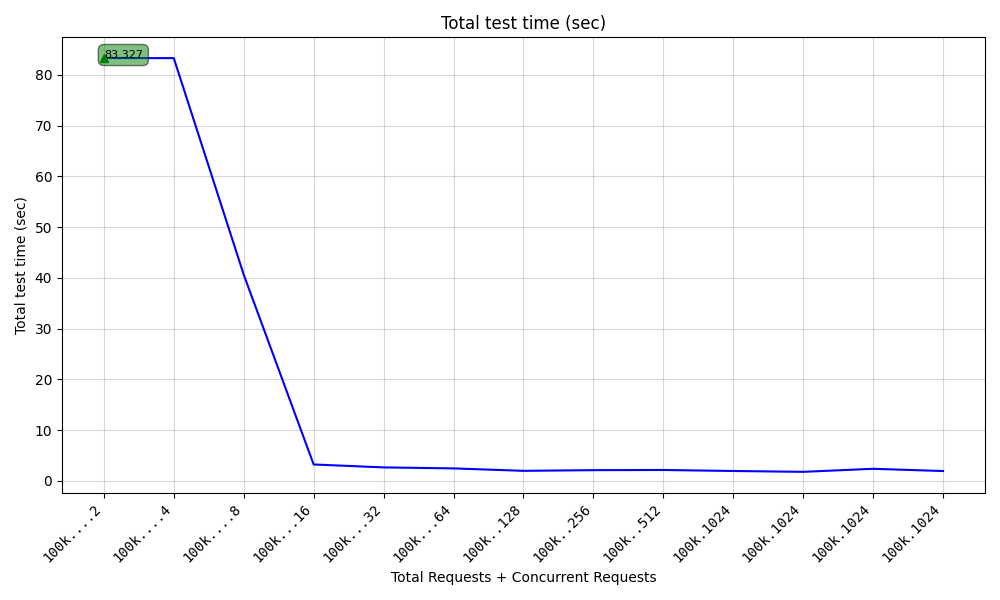 Total test time (sec)
83.327
Total test time (sec)
80
70
60
50
40
30
20
10
0
100k....2
100k....4
100k....8
100k...16
100k...32
100k...64
100k..128
100k..256
100k..512
100k.1024
100k.1024
100k.1024
100k.1024
Total Requests + Concurrent Requests